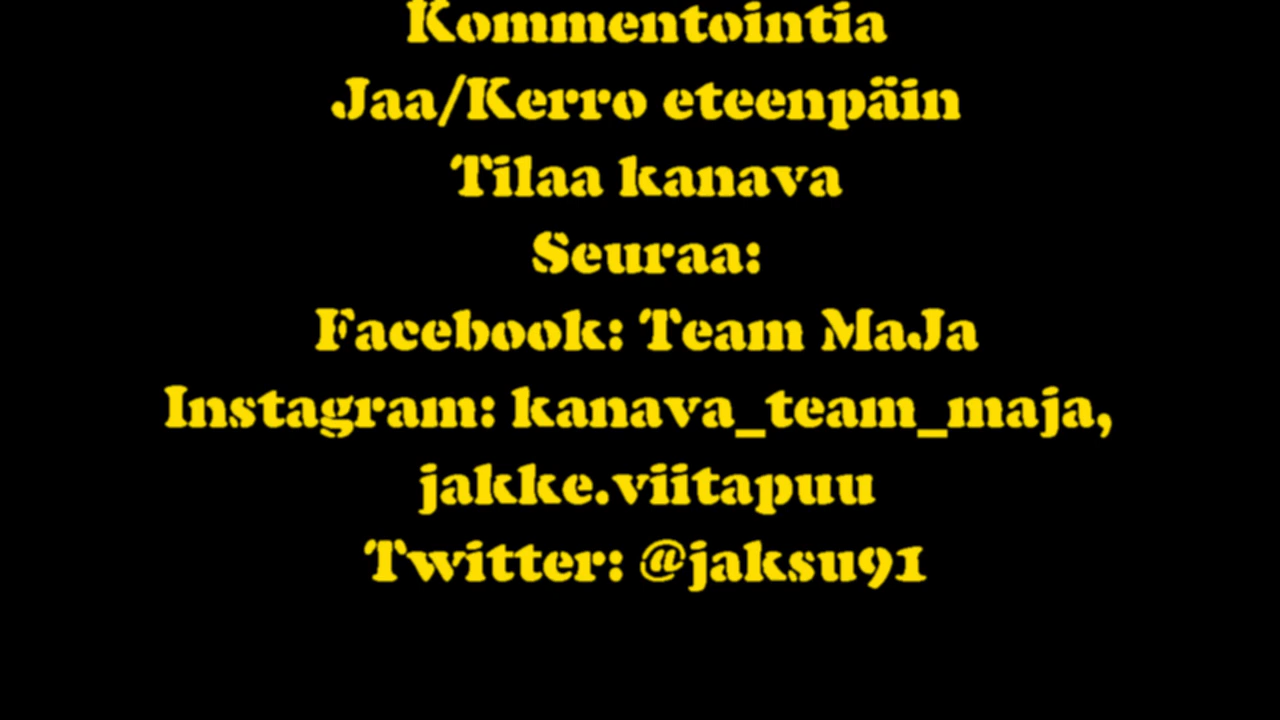 Kommentointia
Jaa/Kerro eteenpäin
Tilaa kanava
Seuraa:
Facebook: Team MaJa
Instagram: kanava_team_maja,
jakke.viitapuu
Twitter: @jaksu91